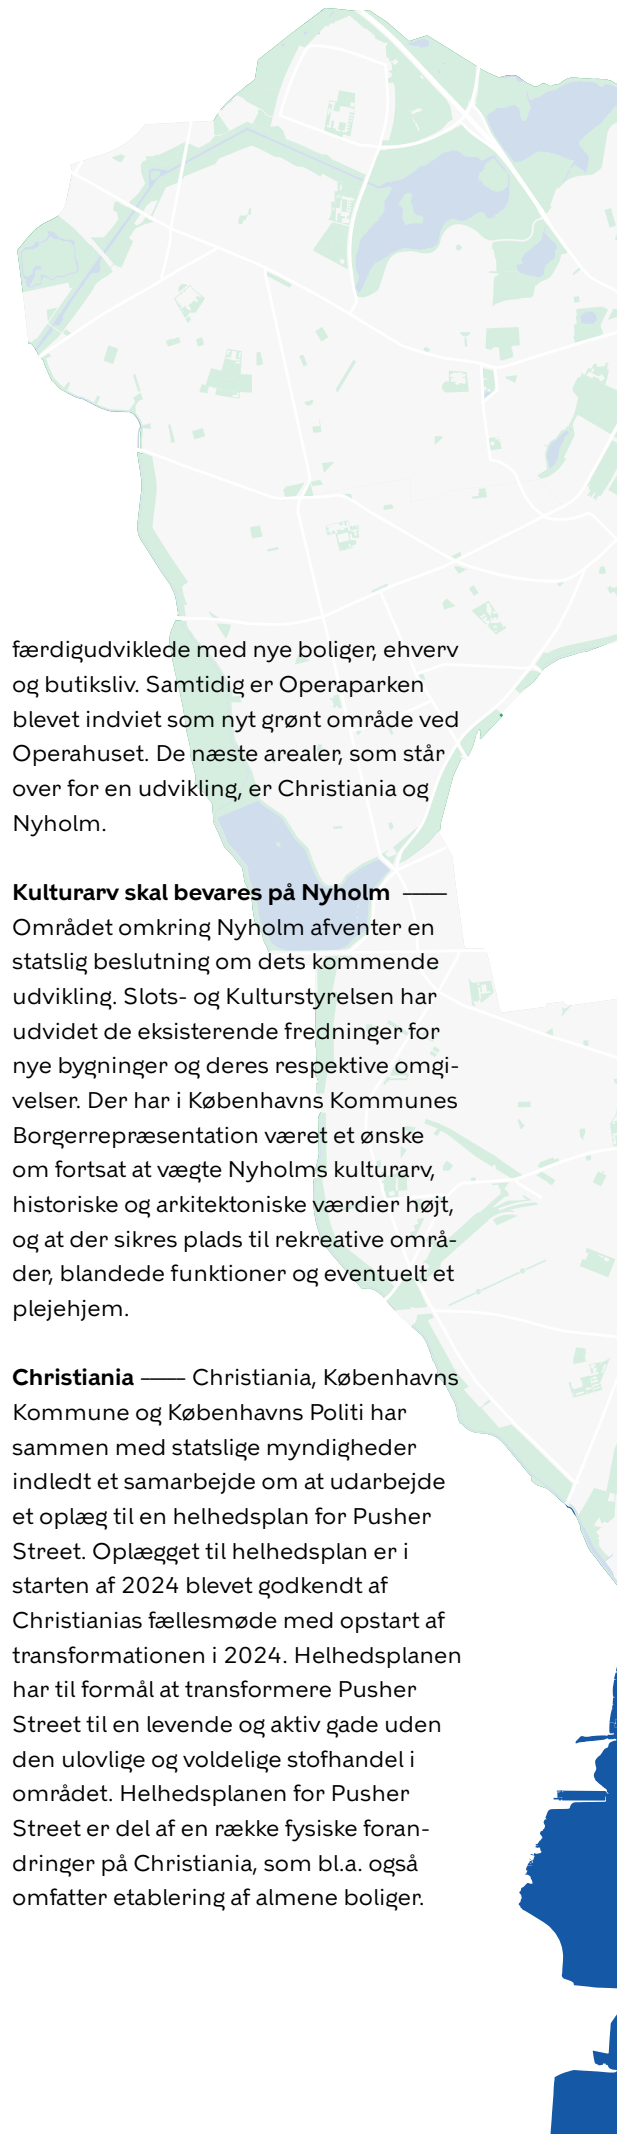 færdigudviklede med nye boliger, ehverv
og butiksliv. Samtidig er Operaparken
blevet indviet som nyt grønt område ved
Operahuset. De næste arealer, som står
over for en udvikling, er Christiania og
Nyholm.
Kulturarv skal bevares på Nyholm ——
Området omkring Nyholm afventer en
statslig beslutning om dets kommende
udvikling. Slots- og Kulturstyrelsen har
udvidet de eksisterende fredninger for
nye bygninger og deres respektive omgi-
velser. Der har i Københavns Kommunes
Borgerrepræsentation været et ønske
om fortsat at vægte Nyholms kulturarv,
historiske og arkitektoniske værdier højt,
og at der sikres plads til rekreative områ-
der, blandede funktioner og eventuelt et
plejehjem.
Christiania —— Christiania, Københavns
Kommune og Københavns Politi har
sammen med statslige myndigheder
indledt et samarbejde om at udarbejde
et oplæg til en helhedsplan for Pusher
Street. Oplægget til helhedsplan er i
starten af 2024 blevet godkendt af
Christianias fællesmøde med opstart af
transformationen i 2024. Helhedsplanen
har til formål at transformere Pusher
Street til en levende og aktiv gade uden
den ulovlige og voldelige stofhandel i
området. Helhedsplanen for Pusher
Street er del af en række fysiske foran-
dringer på Christiania, som bl.a. også
omfatter etablering af almene boliger.